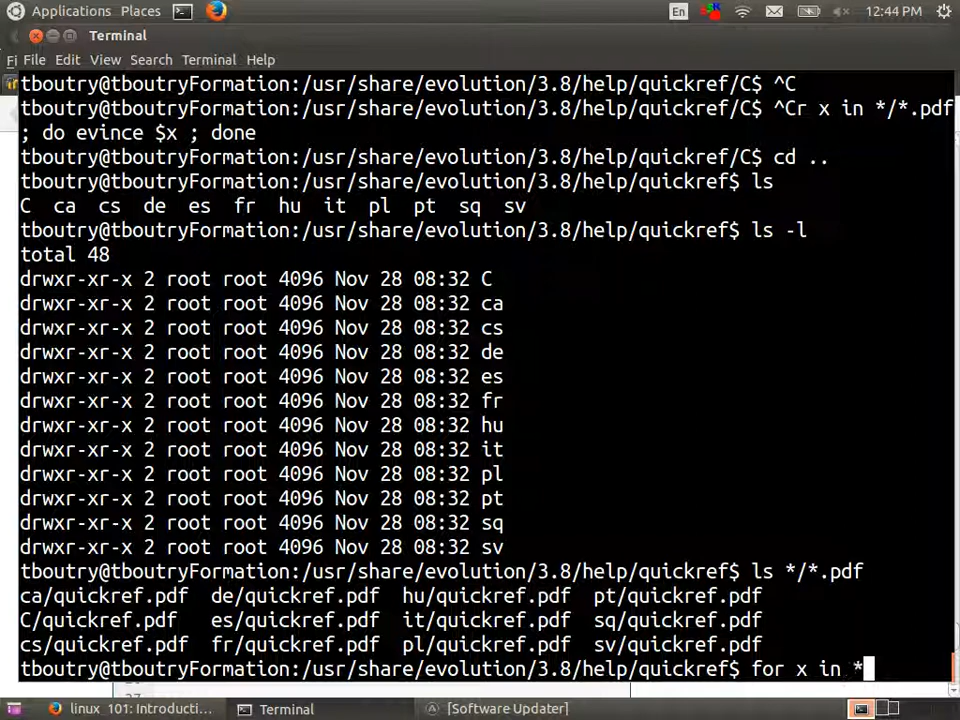 Applications Places En 12:44 PM
Terminal
File Edit View Search Terminal Help
tboutry@tboutryFormation:/usr/share/evolution/3.8/help/quickref/C$ ^C
tboutry@tboutryFormation:/usr/share/evolution/3.8/help/quickref/C$ ^Cr x in */*.pdf
; do evince $x ; done
tboutry@tboutryFormation:/usr/share/evolution/3.8/help/quickref/C$ cd ..
tboutry@tboutryFormation:/usr/share/evolution/3.8/help/quickref$ ls
C ca cs de es fr hu it pl pt sq sv
tboutry@tboutryFormation:/usr/share/evolution/3.8/help/quickref$ ls -l
total 48
drwxr-xr-x 2 root root 4096 Nov 28 08:32 C
drwxr-xr-x 2 root root 4096 Nov 28 08:32 ca
drwxr-xr-x 2 root root 4096 Nov 28 08:32 cs
drwxr-xr-x 2 root root 4096 Nov 28 08:32 de
drwxr-xr-x 2 root root 4096 Nov 28 08:32 es
drwxr-xr-x 2 root root 4096 Nov 28 08:32 fr
drwxr-xr-x 2 root root 4096 Nov 28 08:32 hu
drwxr-xr-x 2 root root 4096 Nov 28 08:32 it
drwxr-xr-x 2 root root 4096 Nov 28 08:32 pl
drwxr-xr-x 2 root root 4096 Nov 28 08:32 pt
drwxr-xr-x 2 root root 4096 Nov 28 08:32 sq
drwxr-xr-x 2 root root 4096 Nov 28 08:32 sv
tboutry@tboutryFormation:/usr/share/evolution/3.8/help/quickref$ ls */*.pdf
ca/quickref.pdf de/quickref.pdf hu/quickref.pdf pt/quickref.pdf
C/quickref.pdf es/quickref.pdf it/quickref.pdf sq/quickref.pdf
cs/quickref.pdf fr/quickref.pdf pl/quickref.pdf sv/quickref.pdf
tboutry@tboutryFormation:/usr/share/evolution/3.8/help/quickref$ for x in *
linux_101: Introducti... Terminal [Software Updater]